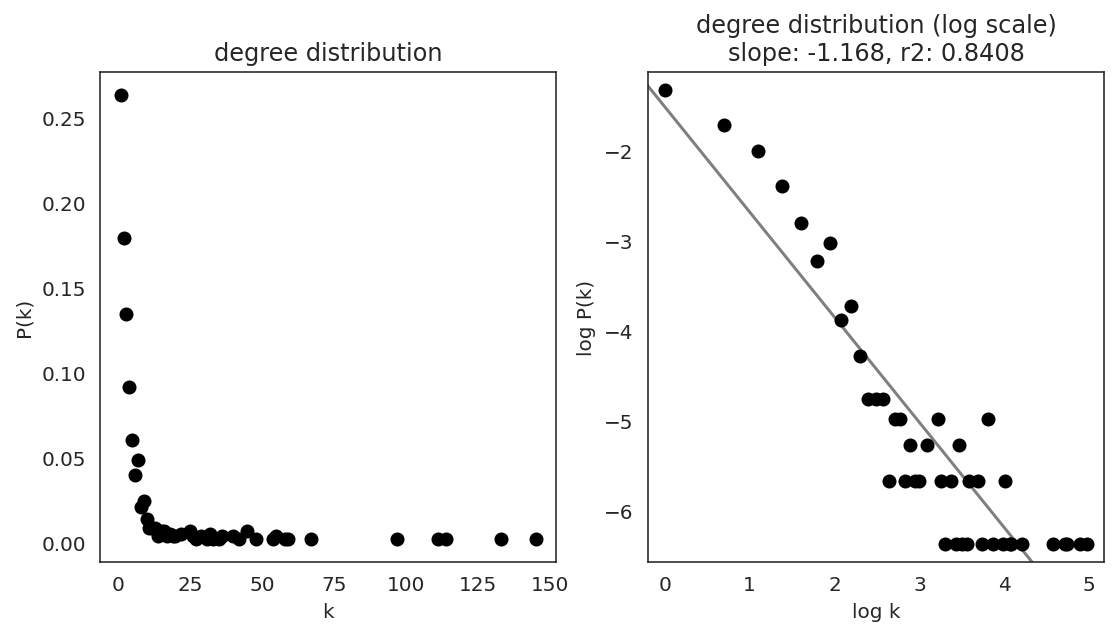 degree distribution
P(k)
0.25
0.20
0.15
0.10
0.05
0.00
0 25 50 75 100 125 150
k
degree distribution (log scale)
slope: -1.168, r2: 0.8408
log P(k)
−2
−3
−4
−5
−6
0 1 2 3 4 5
log k